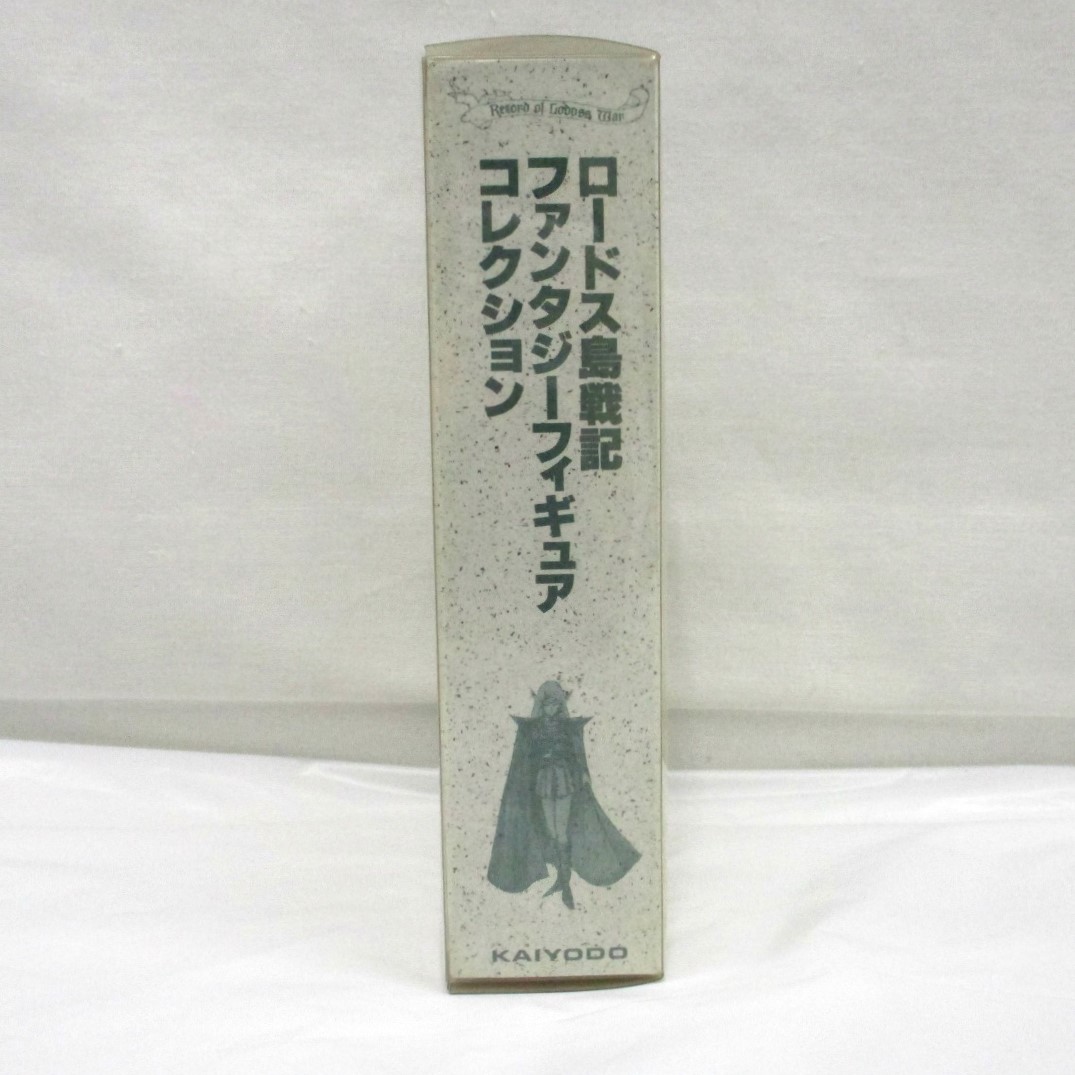 Record of Lodoss War
ロードス島戦記
ファンタジーフィギュア
コレクション
KAIYODO